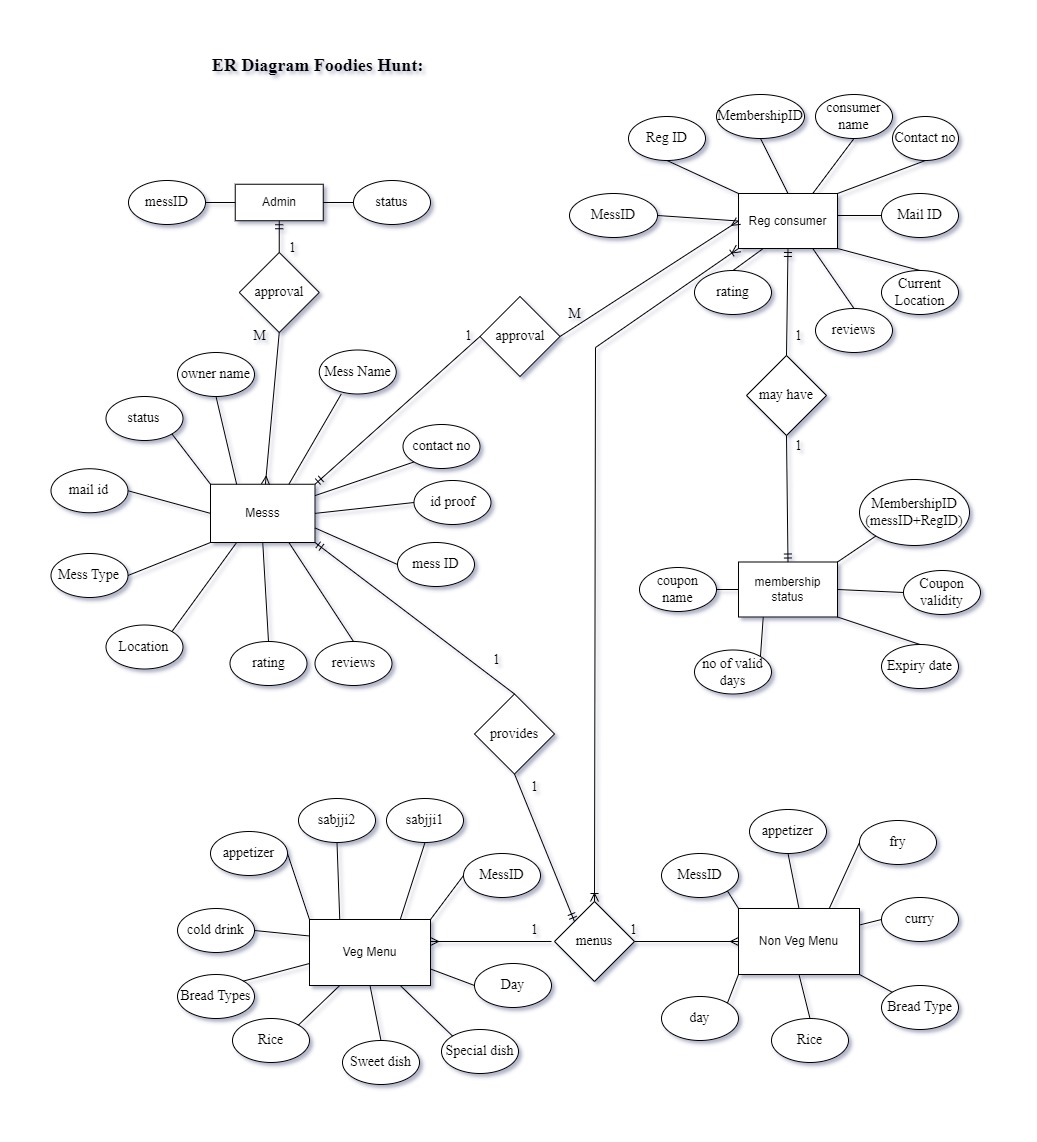 ER Diagram Foodies Hunt:
MembershipID
consumer
name
Reg ID
Contact no
messID
Admin
status
MessID
Reg consumer
Mail ID
1
approval
rating
Current
Location
reviews
M
1
approval
M
1
owner name
Mess Name
may have
status
contact no
1
mail id
id proof
Messs
MembershipID
(messID+RegID)
mess ID
Mess Type
coupon
name
membership
status
Coupon
validity
Location
rating
reviews
1
no of valid
days
Expiry date
provides
1
sabjji2
sabjji1
appetizer
fry
appetizer
MessID
MessID
cold drink
1
menus
1
curry
Veg Menu
Non Veg Menu
Bread Types
Day
Bread Type
day
Rice
Sweet dish
Special dish
Rice